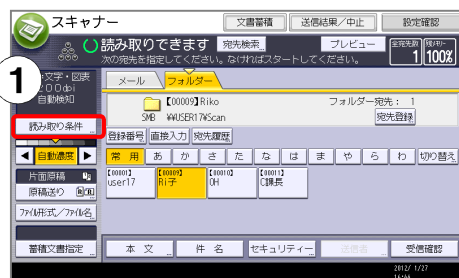 スキャナー
文書蓄積 送信結果/中止 設定確認
読み取りできます 宛先検索 プレビュー 全宛先数 1 残メモリー 100%
次の宛先を指定してください。なければスタートしてください。
1
文字・図表
200dpi
自動検知
読み取り条件
自動濃度
片面原稿
原稿送り
ファイル形式/ファイル名
蓄積文書指定
メール フォルダー
【00009】Riko フォルダー宛先: 1
SMB ¥¥USER17¥Scan 宛先登録
登録番号 直接入力 宛先履歴
常用 あ か さ た な は ま や ら わ 切り替え
【00001】 【00009】 【00010】 【00011】
user17 Ri子 OH C課長
本文 件名 セキュリティー 送信者 受信確認
2012/ 1/27
16:44